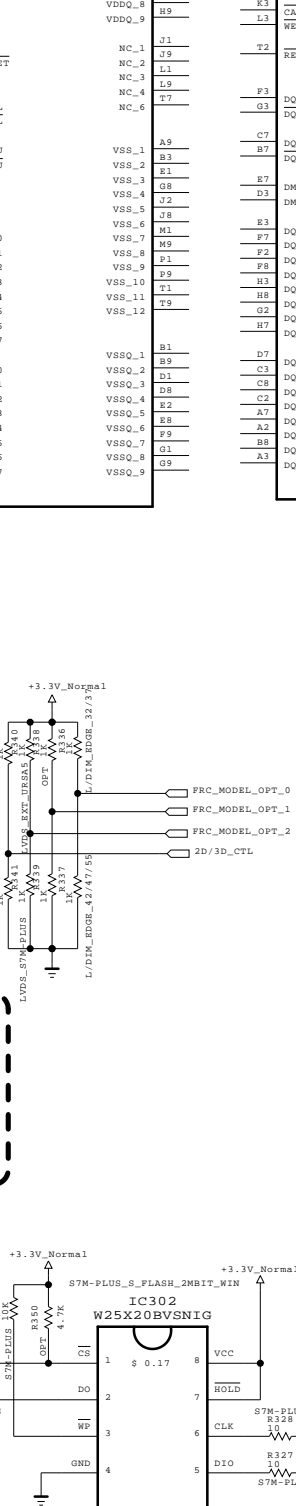 VDDQ_8
VDDQ_9 H9
NC_1 J1
NC_2 J9
NC_3 L1
NC_4 L9
NC_6 T7
VSS_1 A9
VSS_2 B3
VSS_3 E1
VSS_4 G8
VSS_5 J2
VSS_6 J8
VSS_7 M1
VSS_8 M9
VSS_9 P1
VSS_10 P9
VSS_11 T1
VSS_12 T9
VSSQ_1 B1
VSSQ_2 B9
VSSQ_3 D1
VSSQ_4 D8
VSSQ_5 E2
VSSQ_6 E8
VSSQ_7 F9
VSSQ_8 G1
VSSQ_9 G9
K3 CA
L3 WE
T2 RE
F3 DQ
G3 DQ
C7 DQ
B7 DQ
E7 DM
D3 DM
E3 DQ
F7 DQ
F2 DQ
F8 DQ
H3 DQ
H8 DQ
G2 DQ
H7 DQ
D7 DQ
C3 DQ
C8 DQ
C2 DQ
A7 DQ
A2 DQ
B8 DQ
A3 DQ
+3.3V_Normal
R340
1K R338
LVDS_EXT_URSA5
1K R336
OPT
1K
L/DIM_EDGE_32/37
FRC_MODEL_OPT_0
FRC_MODEL_OPT_1
FRC_MODEL_OPT_2
2D/3D_CTL
1K R341
1K R339
LVDS_S7M-PLUS
1K R337
1K
L/DIM_EDGE_42/47/55
+3.3V_Normal
+3.3V_Normal
S7M-PLUS_S_FLASH_2MBIT_WIN
IC302
W25X20BVSNIG
S7M-PLUS 10K
R350
4.7K
OPT
$ 0.17
CS 1
DO 2
WP 3
GND 4
8 VCC
7 HOLD
6 CLK
5 DIO
S7M-PLU
R328
10
R327
10
S7M-PL